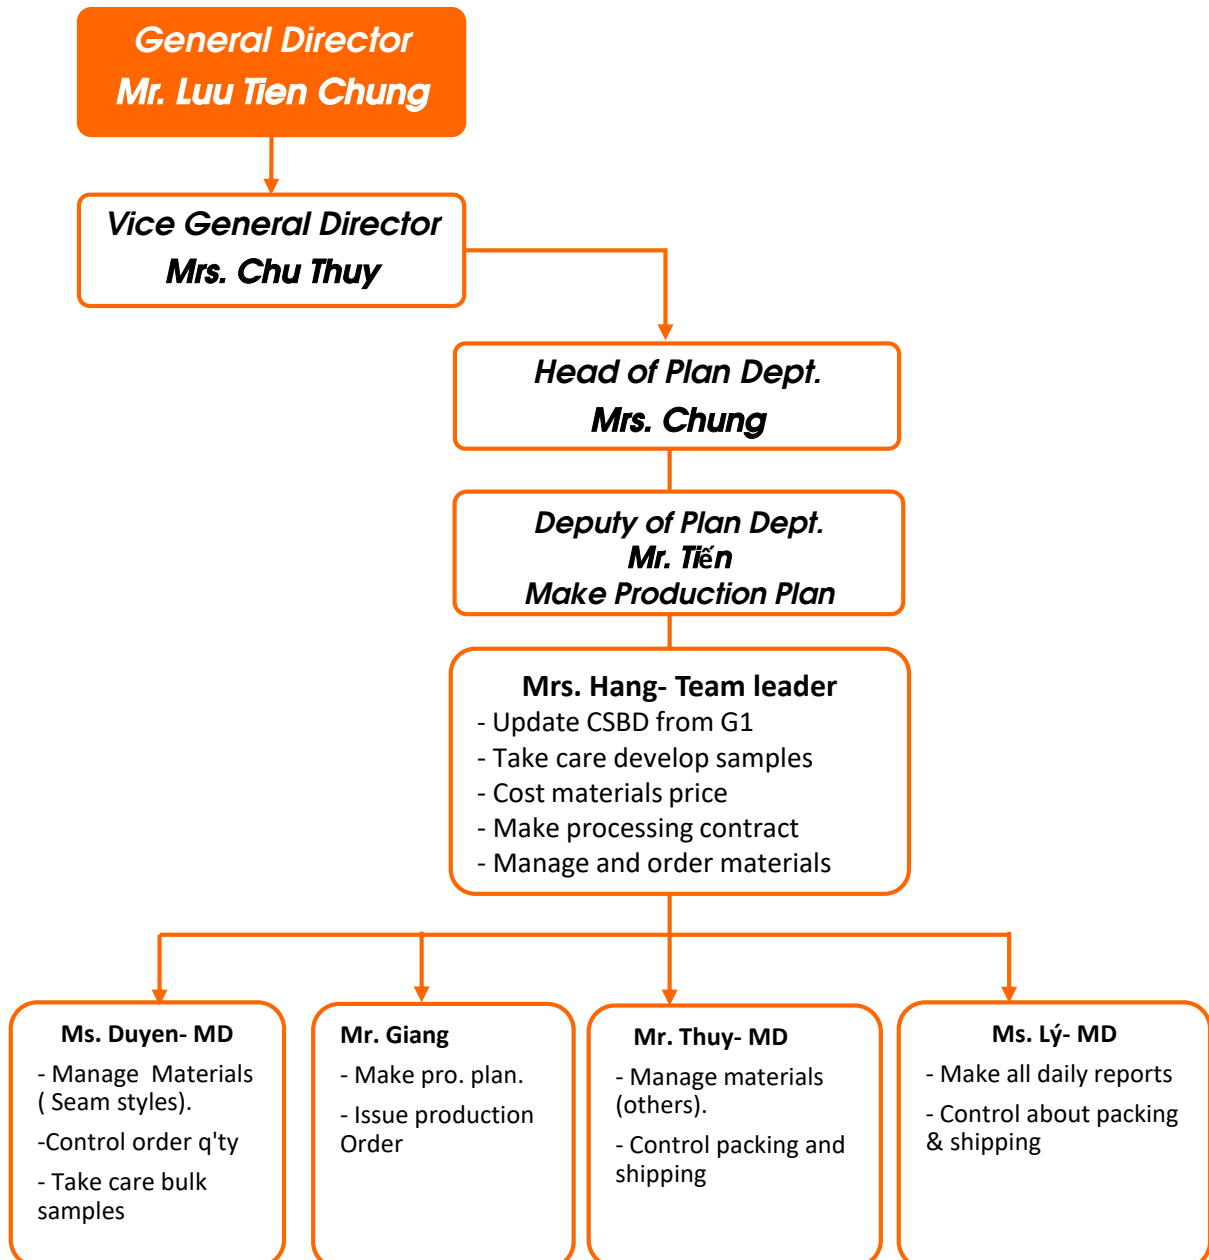 General Director
Mr. Luu Tien Chung
Vice General Director
Mrs. Chu Thuy
Head of Plan Dept.
Mrs. Chung
Deputy of Plan Dept.
Mr. Tiến
Make Production Plan
Mrs. Hang- Team leader
- Update CSBD from G1
- Take care develop samples
- Cost materials price
- Make processing contract
- Manage and order materials
Ms. Duyen- MD
- Manage Materials
( Seam styles).
-Control order q'ty
- Take care bulk
samples
Mr. Giang
- Make pro. plan.
- Issue production
Order
Mr. Thuy- MD
- Manage materials
(others).
- Control packing and
shipping
Ms. Lý- MD
- Make all daily reports
- Control about packing
& shipping